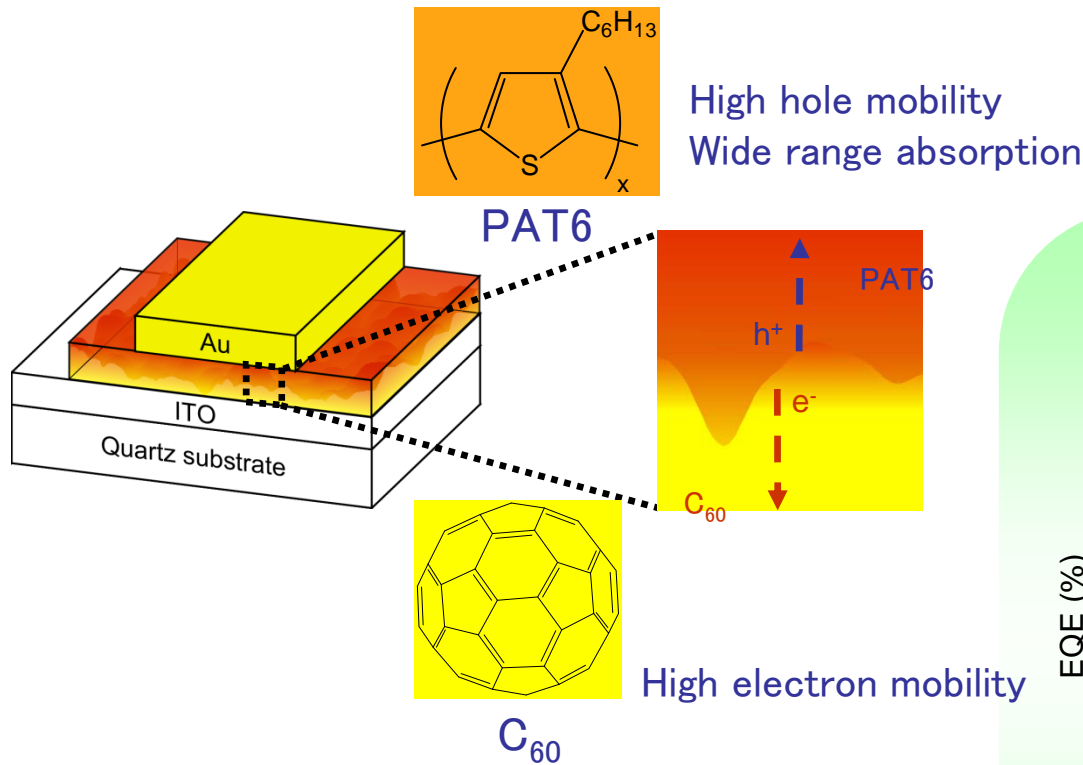 C₆H₁₃
S
x
PAT6
High hole mobility
Wide range absorption
Au
ITO
Quartz substrate
PAT6
h⁺
e⁻
C₆₀
C₆₀
High electron mobility
EQE (%)